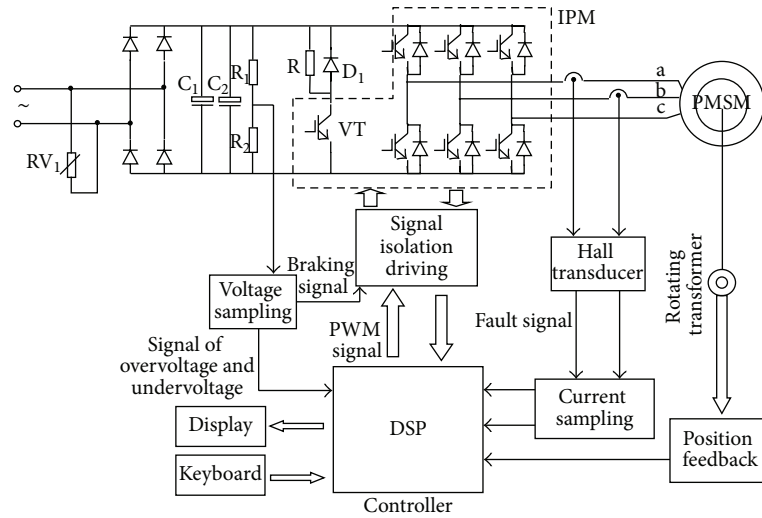 IPM
C1
C2
R1
R
D1
a
b
c
PMSM
~
VT
R2
RV1
Signal
isolation
driving
Hall
transducer
Rotating
transformer
Braking
signal
Voltage
sampling
PWM
signal
Fault signal
Signal of
overvoltage and
undervoltage
Current
sampling
Display
DSP
Position
feedback
Keyboard
Controller